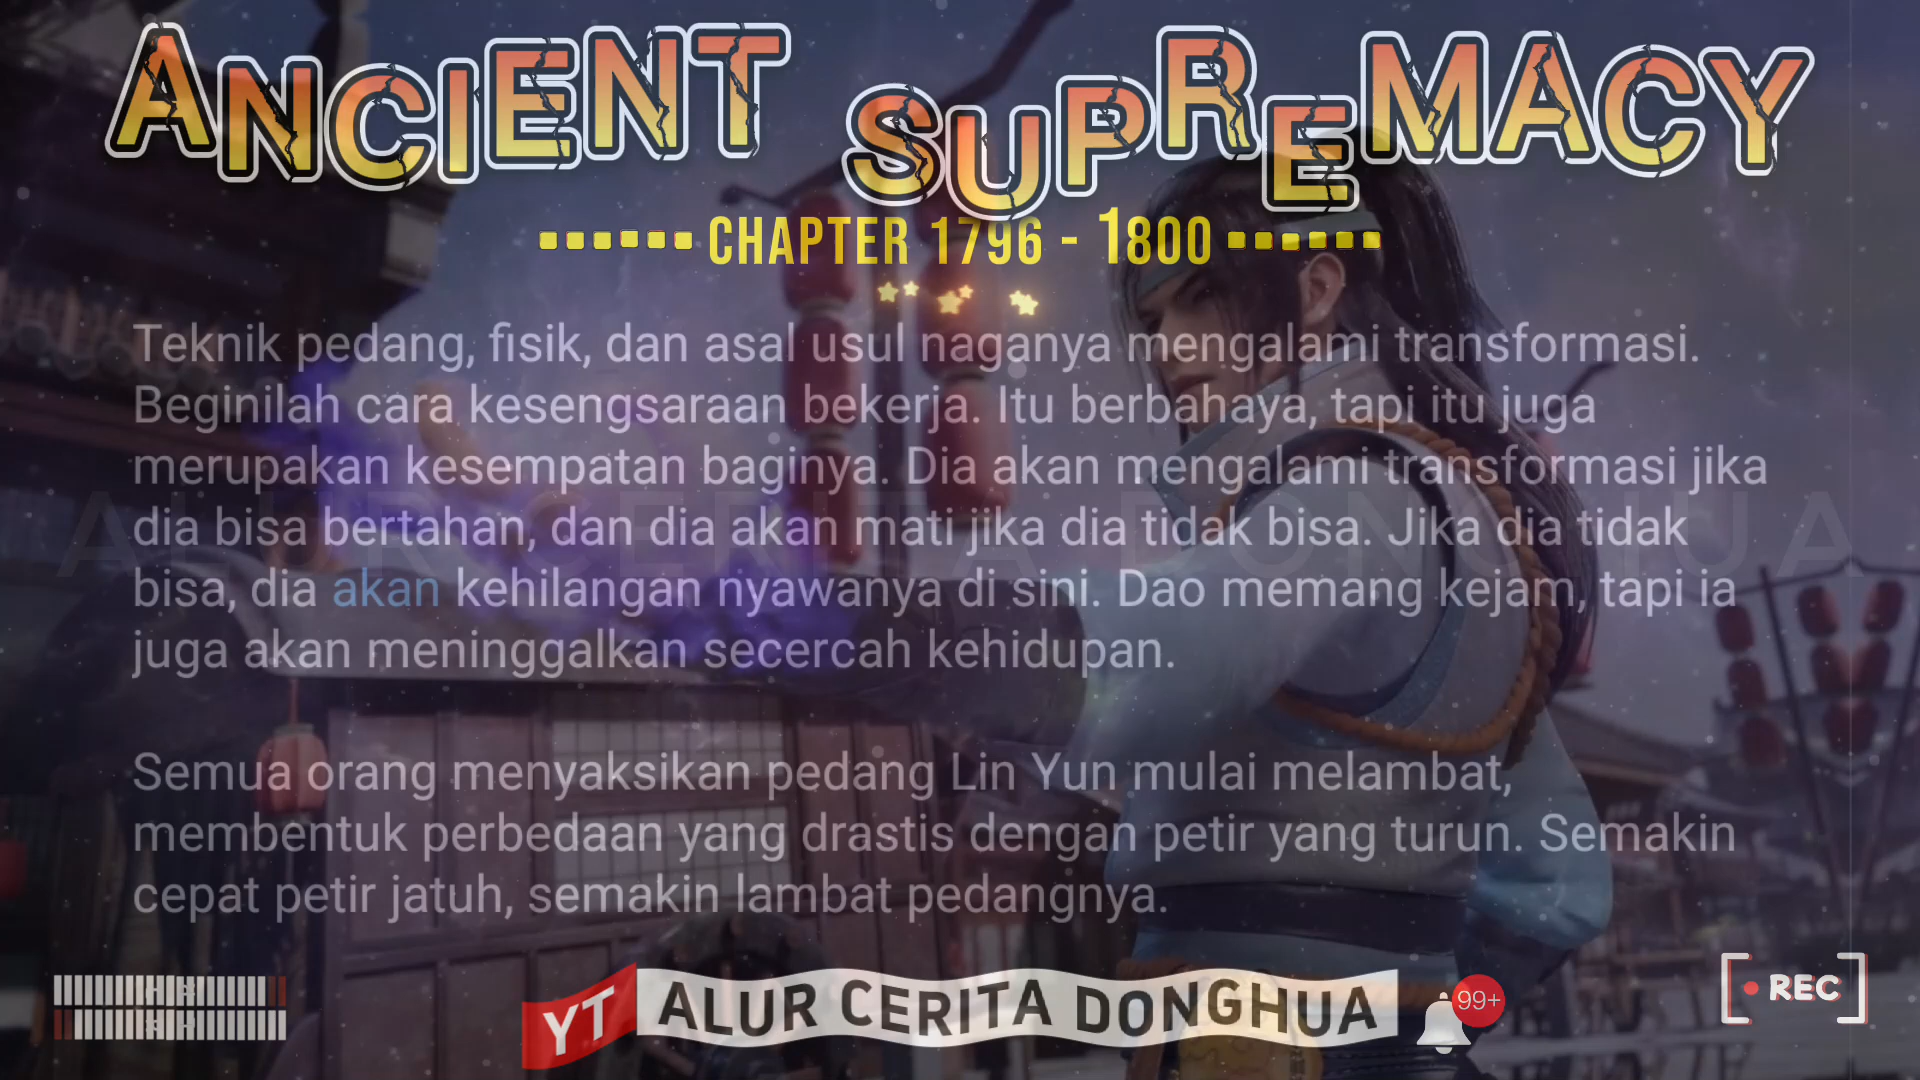 ANCIENT SUPREMACY
CHAPTER 1796 - 1800
Teknik pedang, fisik, dan asal usul naganya mengalami transformasi.
Beginilah cara kesengsaraan bekerja. Itu berbahaya, tapi itu juga
merupakan kesempatan baginya. Dia akan mengalami transformasi jika
dia bisa bertahan, dan dia akan mati jika dia tidak bisa. Jika dia tidak
bisa, dia akan kehilangan nyawanya di sini. Dao memang kejam, tapi ia
juga akan meninggalkan secercah kehidupan.
Semua orang menyaksikan pedang Lin Yun mulai melambat,
membentuk perbedaan yang drastis dengan petir yang turun. Semakin
cepat petir jatuh, semakin lambat pedangnya.
ALUR CERITA DONGHUA
YT ALUR CERITA DONGHUA
99+
REC